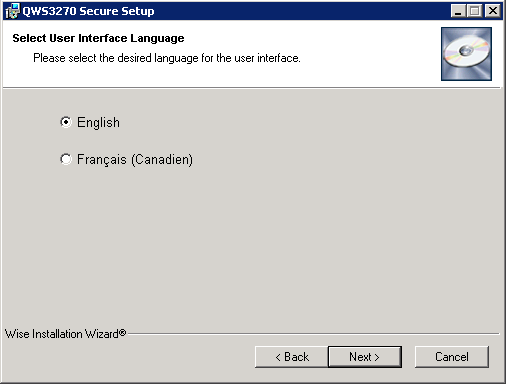 QWS3270 Secure Setup
Select User Interface Language
Please select the desired language for the user interface.
English
Français (Canadien)
Wise Installation Wizard®
< Back
Next >
Cancel